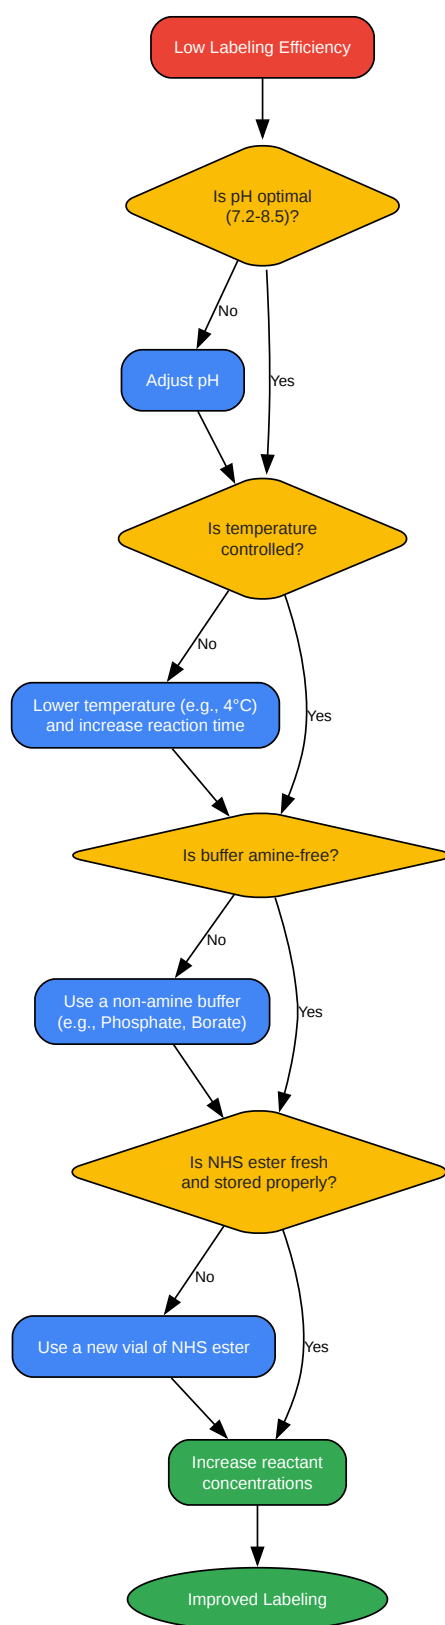 Low Labeling Efficiency
Is pH optimal
(7.2-8.5)?
No
Adjust pH
Yes
Is temperature
controlled?
No
Lower temperature (e.g., 4°C)
and increase reaction time
Yes
Is buffer amine-free?
No
Use a non-amine buffer
(e.g., Phosphate, Borate)
Yes
Is NHS ester fresh
and stored properly?
No
Use a new vial of NHS ester
Yes
Increase reactant
concentrations
Improved Labeling